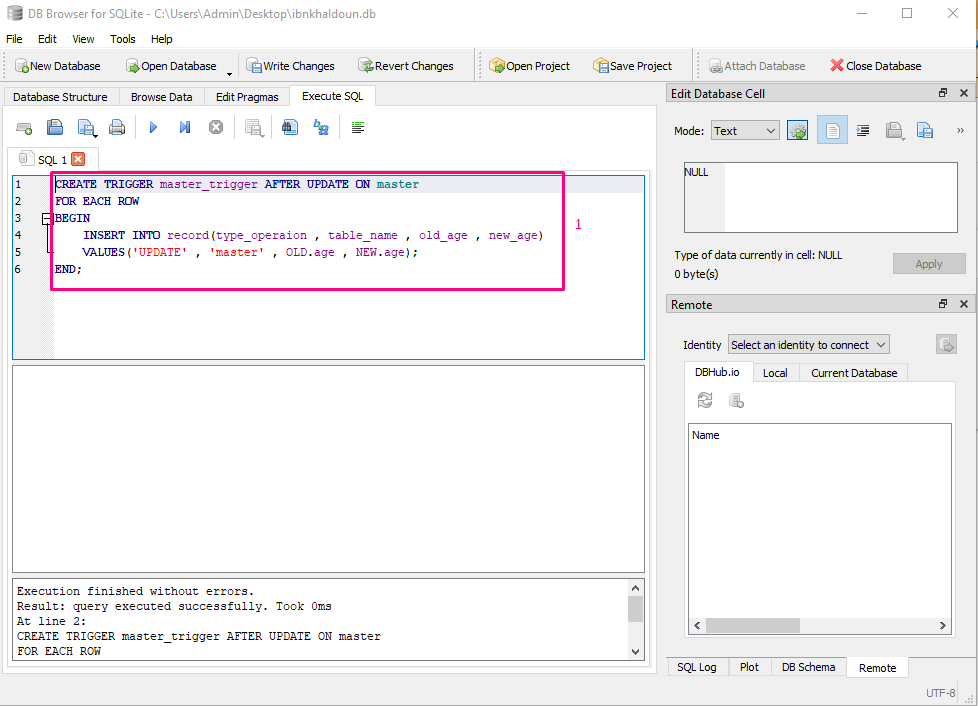 DB Browser for SQLite - C:\Users\Admin\Desktop\ibnkhaldoun.db
File Edit View Tools Help
New Database Open Database Write Changes Revert Changes Open Project Save Project Attach Database Close Database
Database Structure Browse Data Edit Pragmas Execute SQL
SQL 1
1 CREATE TRIGGER master_trigger AFTER UPDATE ON master
2 FOR EACH ROW
3 BEGIN
4 INSERT INTO record(type_operaion , table_name , old_age , new_age)
5 VALUES('UPDATE' , 'master' , OLD.age , NEW.age);
6 END;
1
Execution finished without errors.
Result: query executed successfully. Took 0ms
At line 2:
CREATE TRIGGER master_trigger AFTER UPDATE ON master
FOR EACH ROW
Edit Database Cell
Mode: Text
NULL
Type of data currently in cell: NULL
0 byte(s)
Apply
Remote
Identity Select an identity to connect
DBHub.io Local Current Database
Name
SQL Log Plot DB Schema Remote
UTF-8